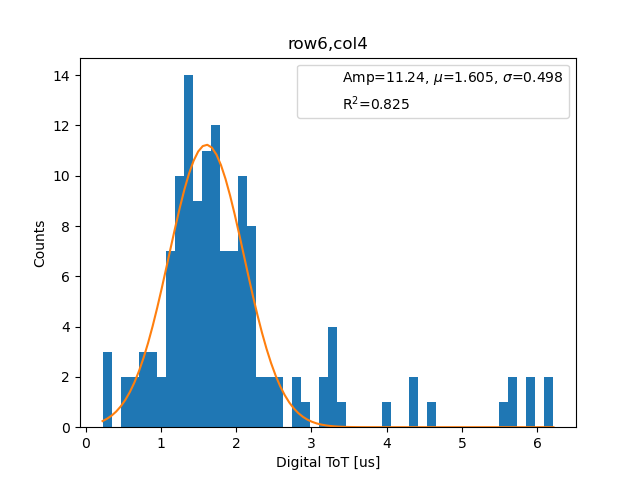 row6,col4
Amp=11.24, μ=1.605, σ=0.498
R²=0.825
Counts
14
12
10
8
6
4
2
0
0 1 2 3 4 5 6
Digital ToT [us]